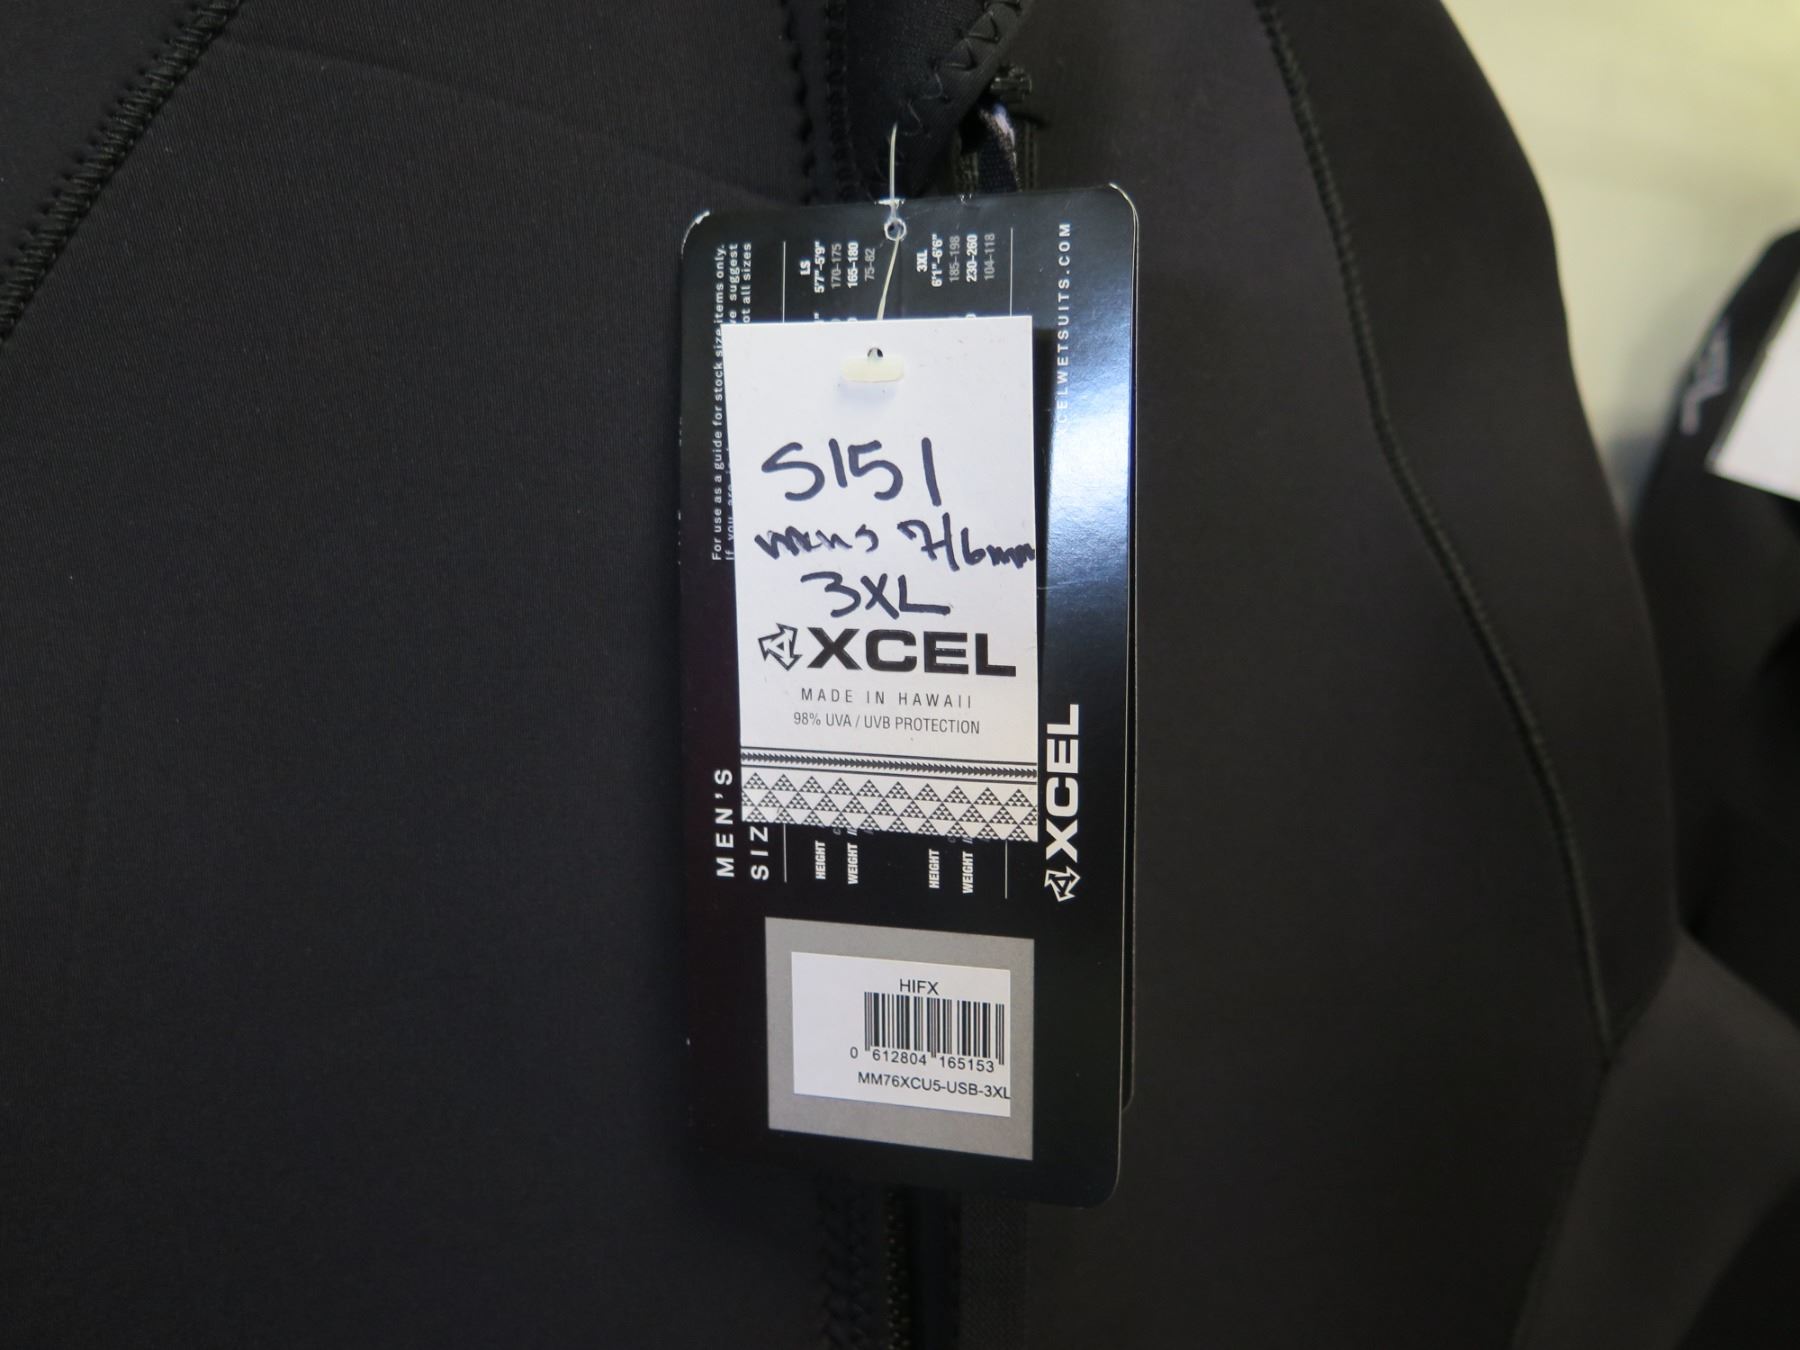 S151
mens 7/6mm
3XL
XCEL
MADE IN HAWAII
98% UVA / UVB PROTECTION
For use as a guide for stock size items only.
MEN'S
LS
5'7"-5'9"
170-175
165-180
75-82
3XL
6'1"-6'6"
185-198
230-260
104-118
HEIGHT
WEIGHT
HEIGHT
WEIGHT
XCEL
HIFX
0 612804 165153
MM76XCU5-USB-3XL